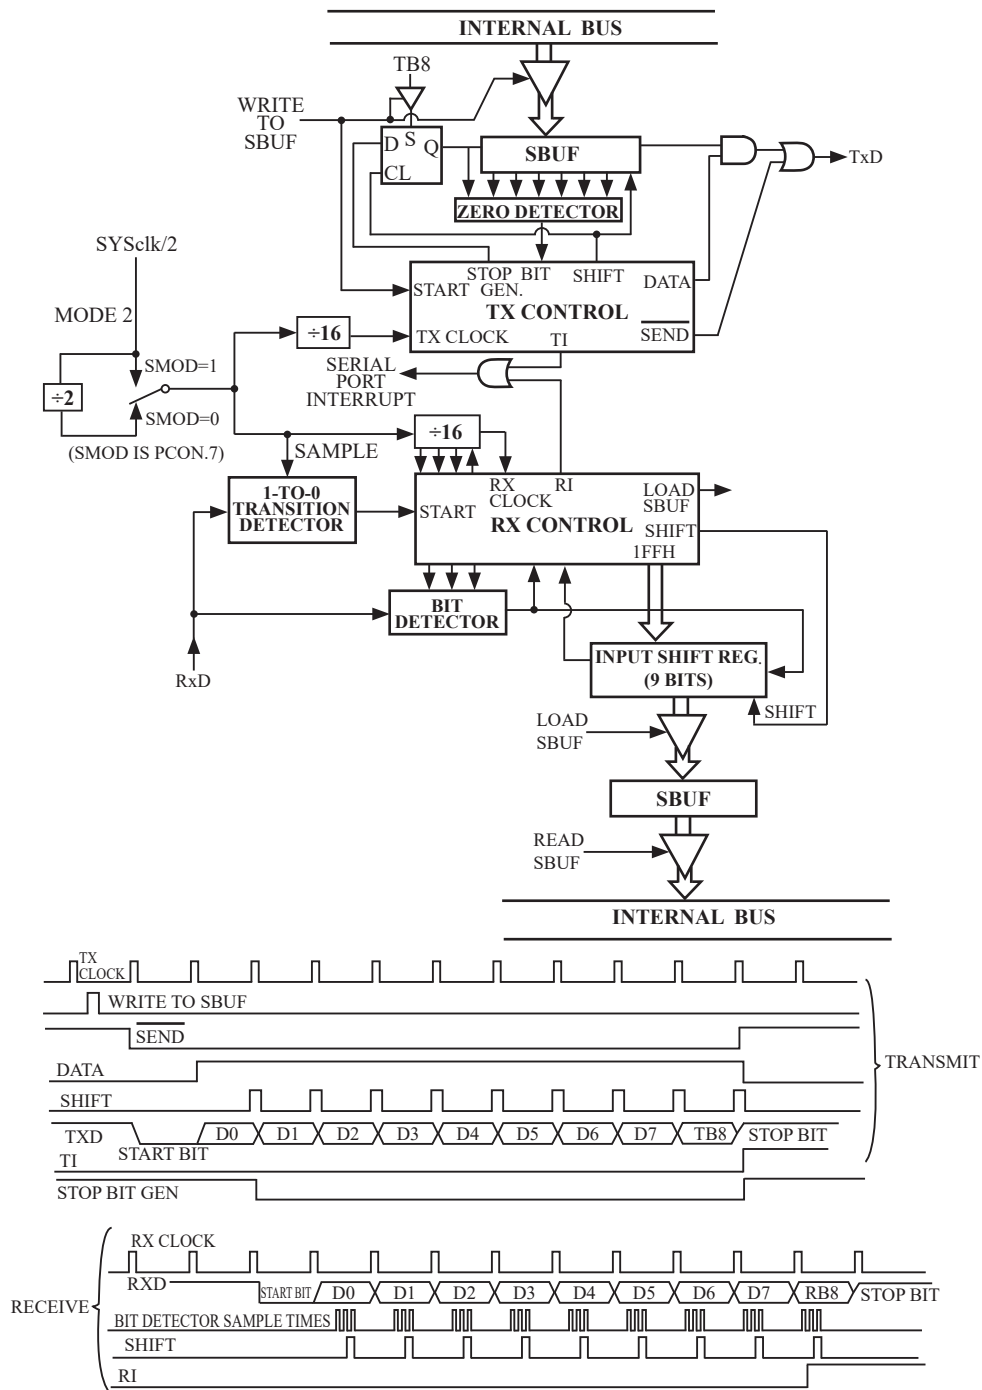 INTERNAL BUS
TB8
WRITE
TO
SBUF
D S Q
CL
SBUF
TxD
ZERO DETECTOR
SYSclk/2
STOP BIT
GEN.
SHIFT
DATA
START
TX CONTROL
MODE 2
÷16
TX CLOCK
TI
SEND
SERIAL
PORT
INTERRUPT
SMOD=1
÷2
SMOD=0
(SMOD IS PCON.7)
SAMPLE
÷16
1-TO-0
TRANSITION
DETECTOR
START
RX
CLOCK
RI
LOAD
SBUF
RX CONTROL
SHIFT
1FFH
BIT
DETECTOR
RxD
INPUT SHIFT REG.
(9 BITS)
SHIFT
LOAD
SBUF
SBUF
READ
SBUF
INTERNAL BUS
TX
CLOCK
WRITE TO SBUF
SEND
DATA
TRANSMIT
SHIFT
TXD
START BIT
D0 D1 D2 D3 D4 D5 D6 D7 TB8 STOP BIT
TI
STOP BIT GEN
RX CLOCK
RXD START BIT D0 D1 D2 D3 D4 D5 D6 D7 RB8 STOP BIT
RECEIVE
BIT DETECTOR SAMPLE TIMES
SHIFT
RI